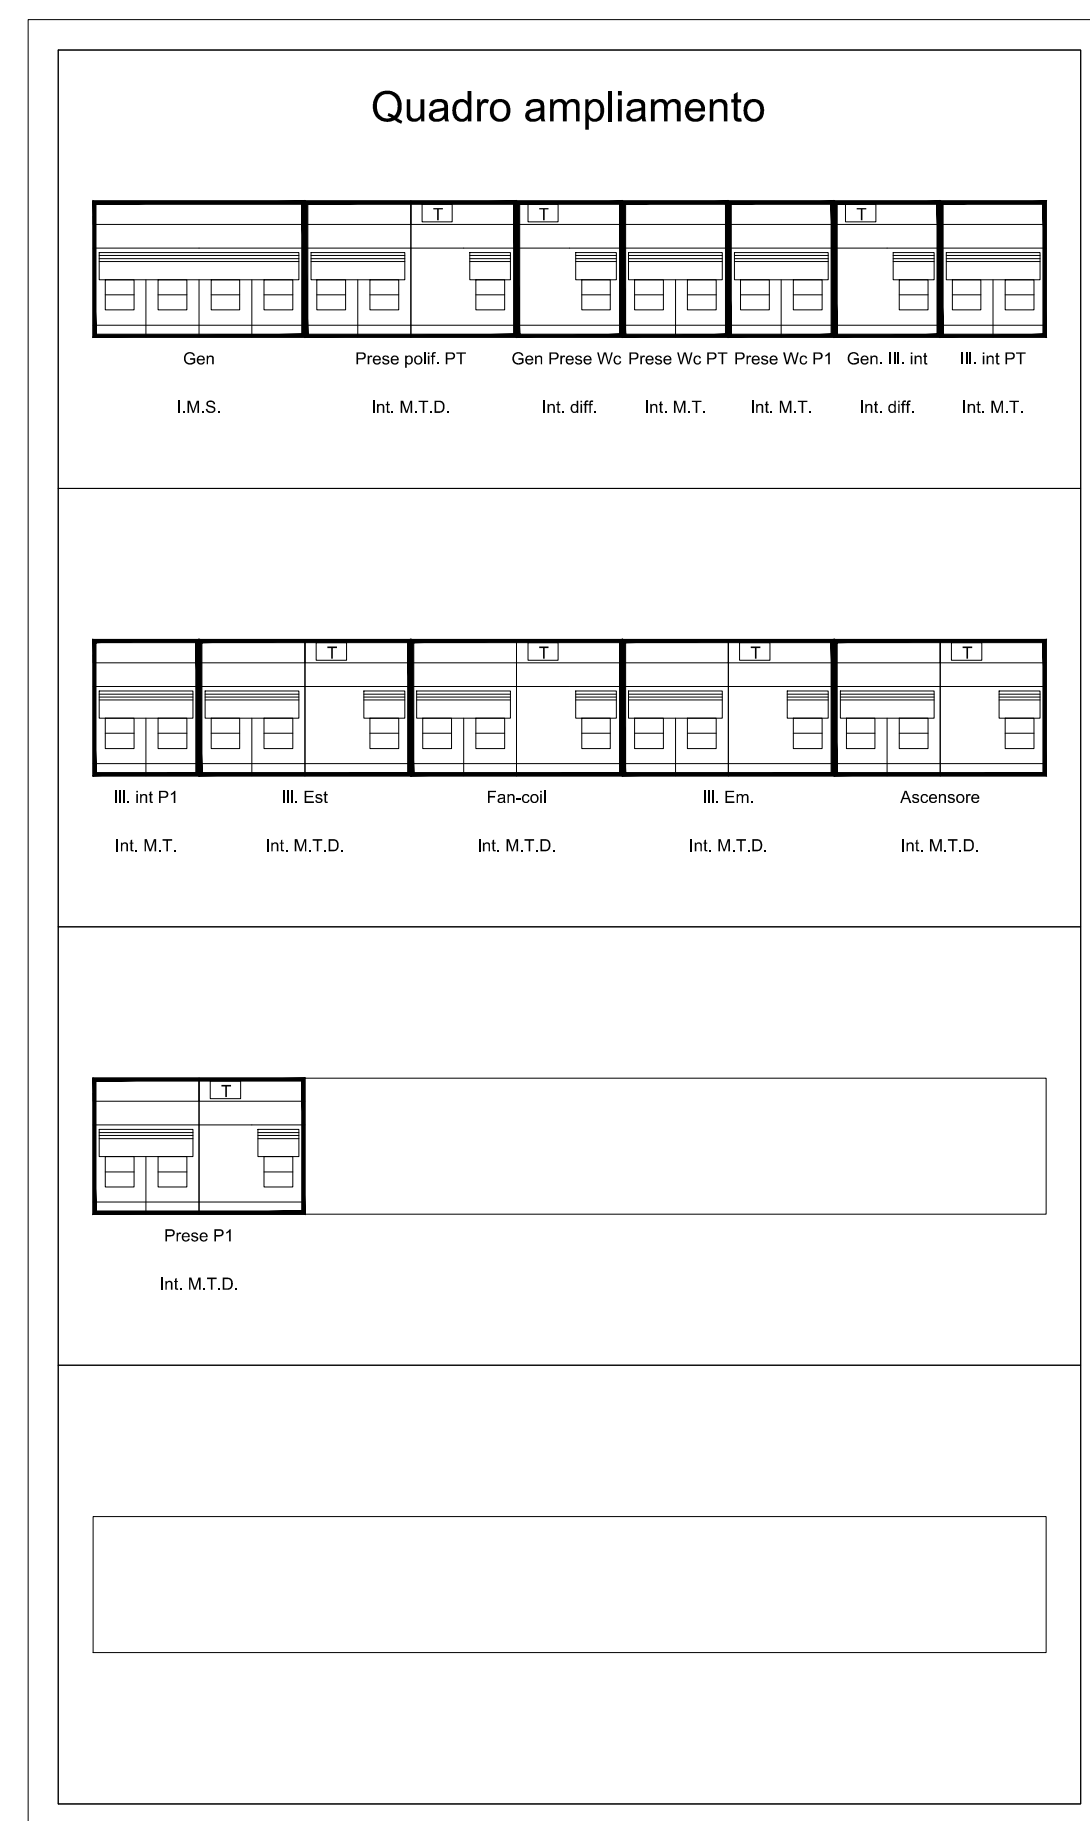 Quadro ampliamento
T T T
Gen Prese polif. PT Gen Prese Wc Prese Wc PT Prese Wc P1 Gen. Ill. int Ill. int PT
I.M.S. Int. M.T.D. Int. diff. Int. M.T. Int. M.T. Int. diff. Int. M.T.
T T T T
Ill. int P1 Ill. Est Fan-coil Ill. Em. Ascensore
Int. M.T. Int. M.T.D. Int. M.T.D. Int. M.T.D. Int. M.T.D.
T
Prese P1
Int. M.T.D.